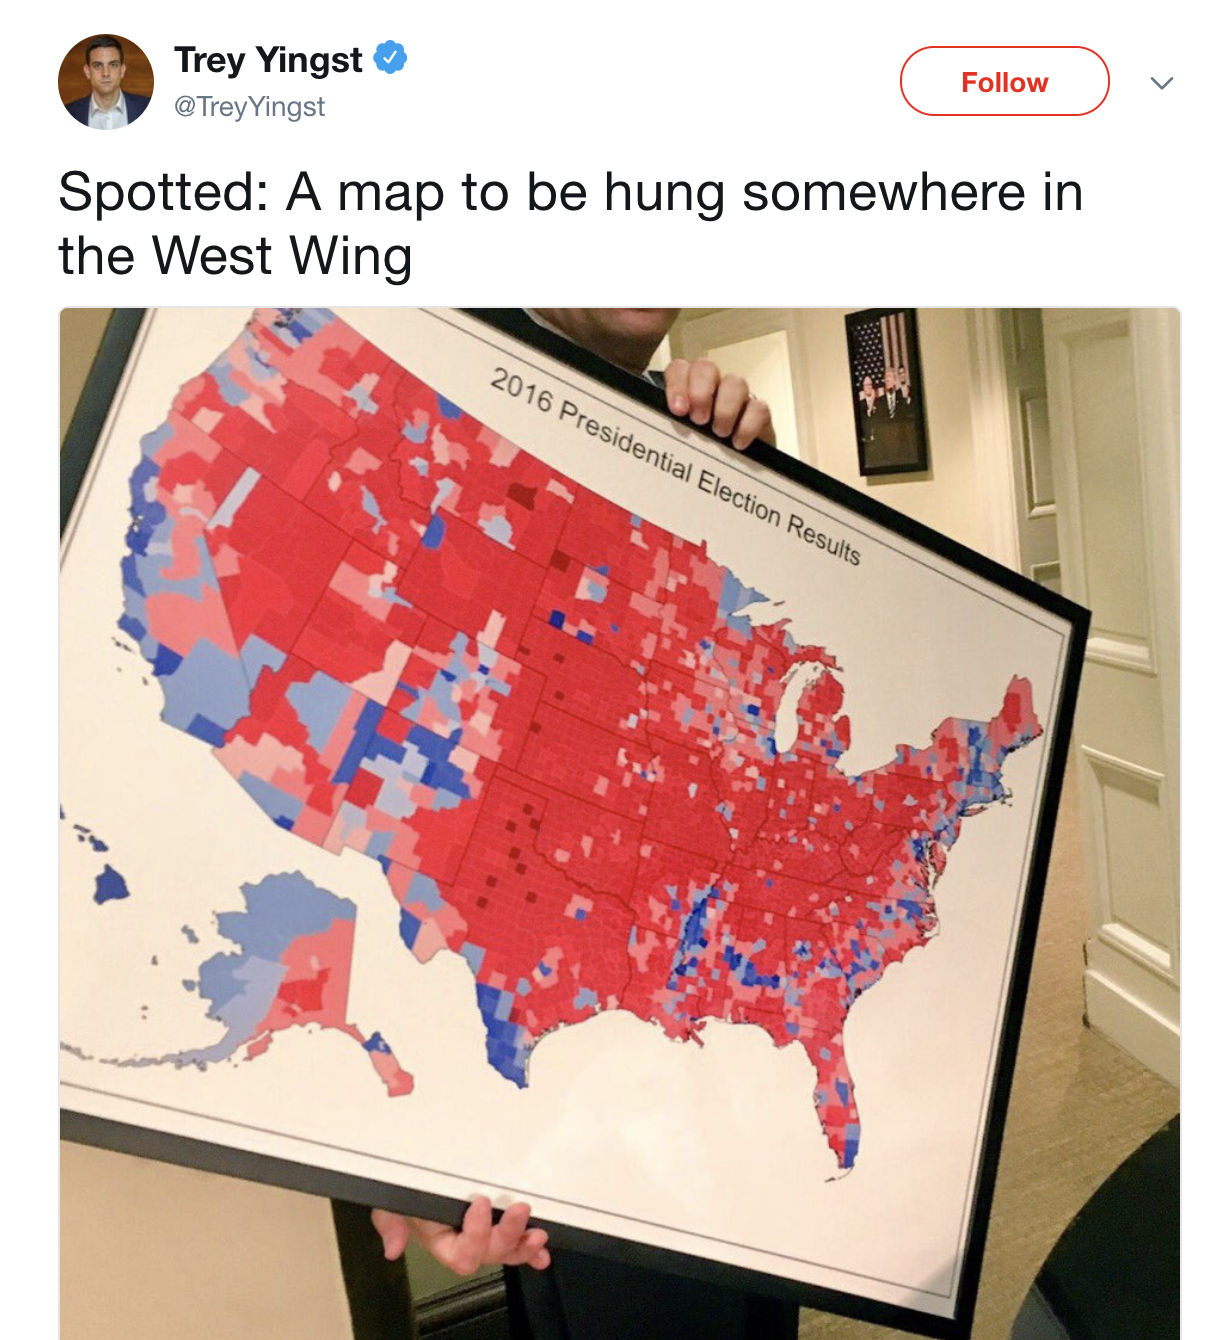 Trey Yingst
@TreyYingst
Follow
Spotted: A map to be hung somewhere in
the West Wing
2016 Presidential Election Results